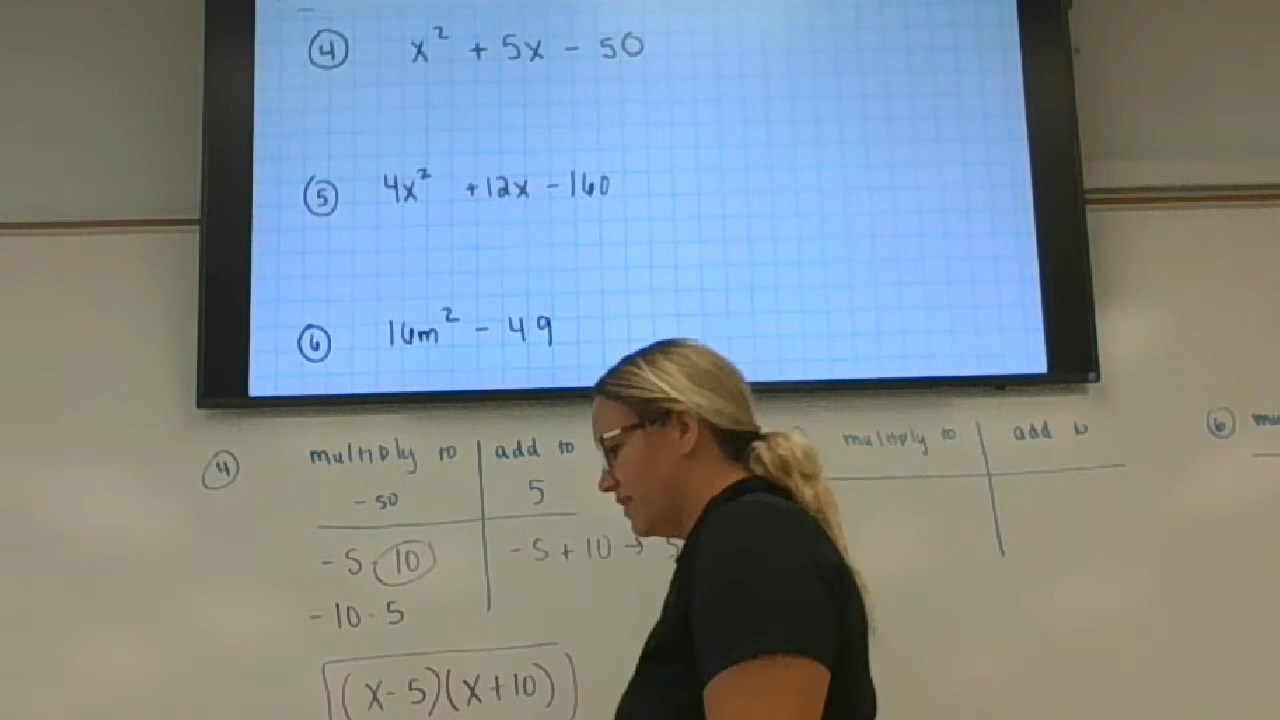 ④ x² + 5x - 50
⑤ 4x² + 12x - 160
⑥ 16m² - 49
④ multiply to | add to
-50 | 5
-5 · 10 | -5 + 10 →
-10 · 5
(x-5)(x+10)
multiply to | add to
⑥